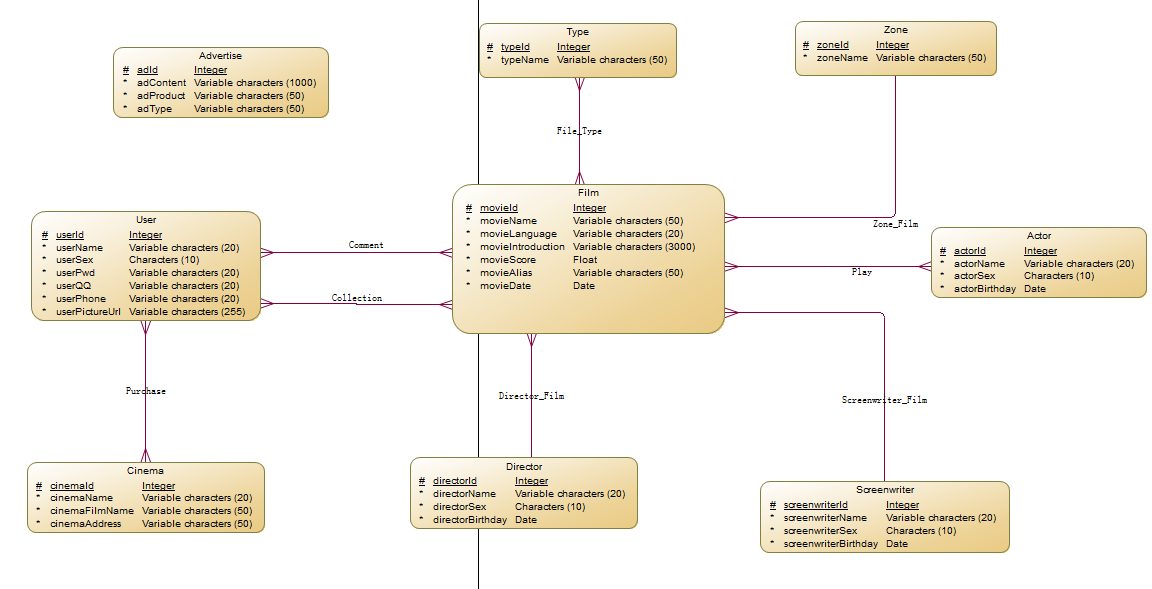 Advertise
# adId Integer
* adContent Variable characters (1000)
* adProduct Variable characters (50)
* adType Variable characters (50)
Type
# typeId Integer
* typeName Variable characters (50)
Zone
# zoneId Integer
* zoneName Variable characters (50)
File_Type
Film
# movieId Integer
* movieName Variable characters (50)
* movieLanguage Variable characters (20)
* movieIntroduction Variable characters (3000)
* movieScore Float
* movieAlias Variable characters (50)
* movieDate Date
Zone_Film
User
# userId Integer
* userName Variable characters (20)
* userSex Characters (10)
* userPwd Variable characters (20)
* userQQ Variable characters (20)
* userPhone Variable characters (20)
* userPictureUrl Variable characters (255)
Comment
Collection
Actor
# actorId Integer
* actorName Variable characters (20)
* actorSex Characters (10)
* actorBirthday Date
Play
Purchase
Director_Film
Screenwriter_Film
Cinema
# cinemaId Integer
* cinemaName Variable characters (20)
* cinemaFilmName Variable characters (50)
* cinemaAddress Variable characters (50)
Director
# directorId Integer
* directorName Variable characters (20)
* directorSex Characters (10)
* directorBirthday Date
Screenwriter
# screenwriterId Integer
* screenwriterName Variable characters (20)
* screenwriterSex Characters (10)
* screenwriterBirthday Date